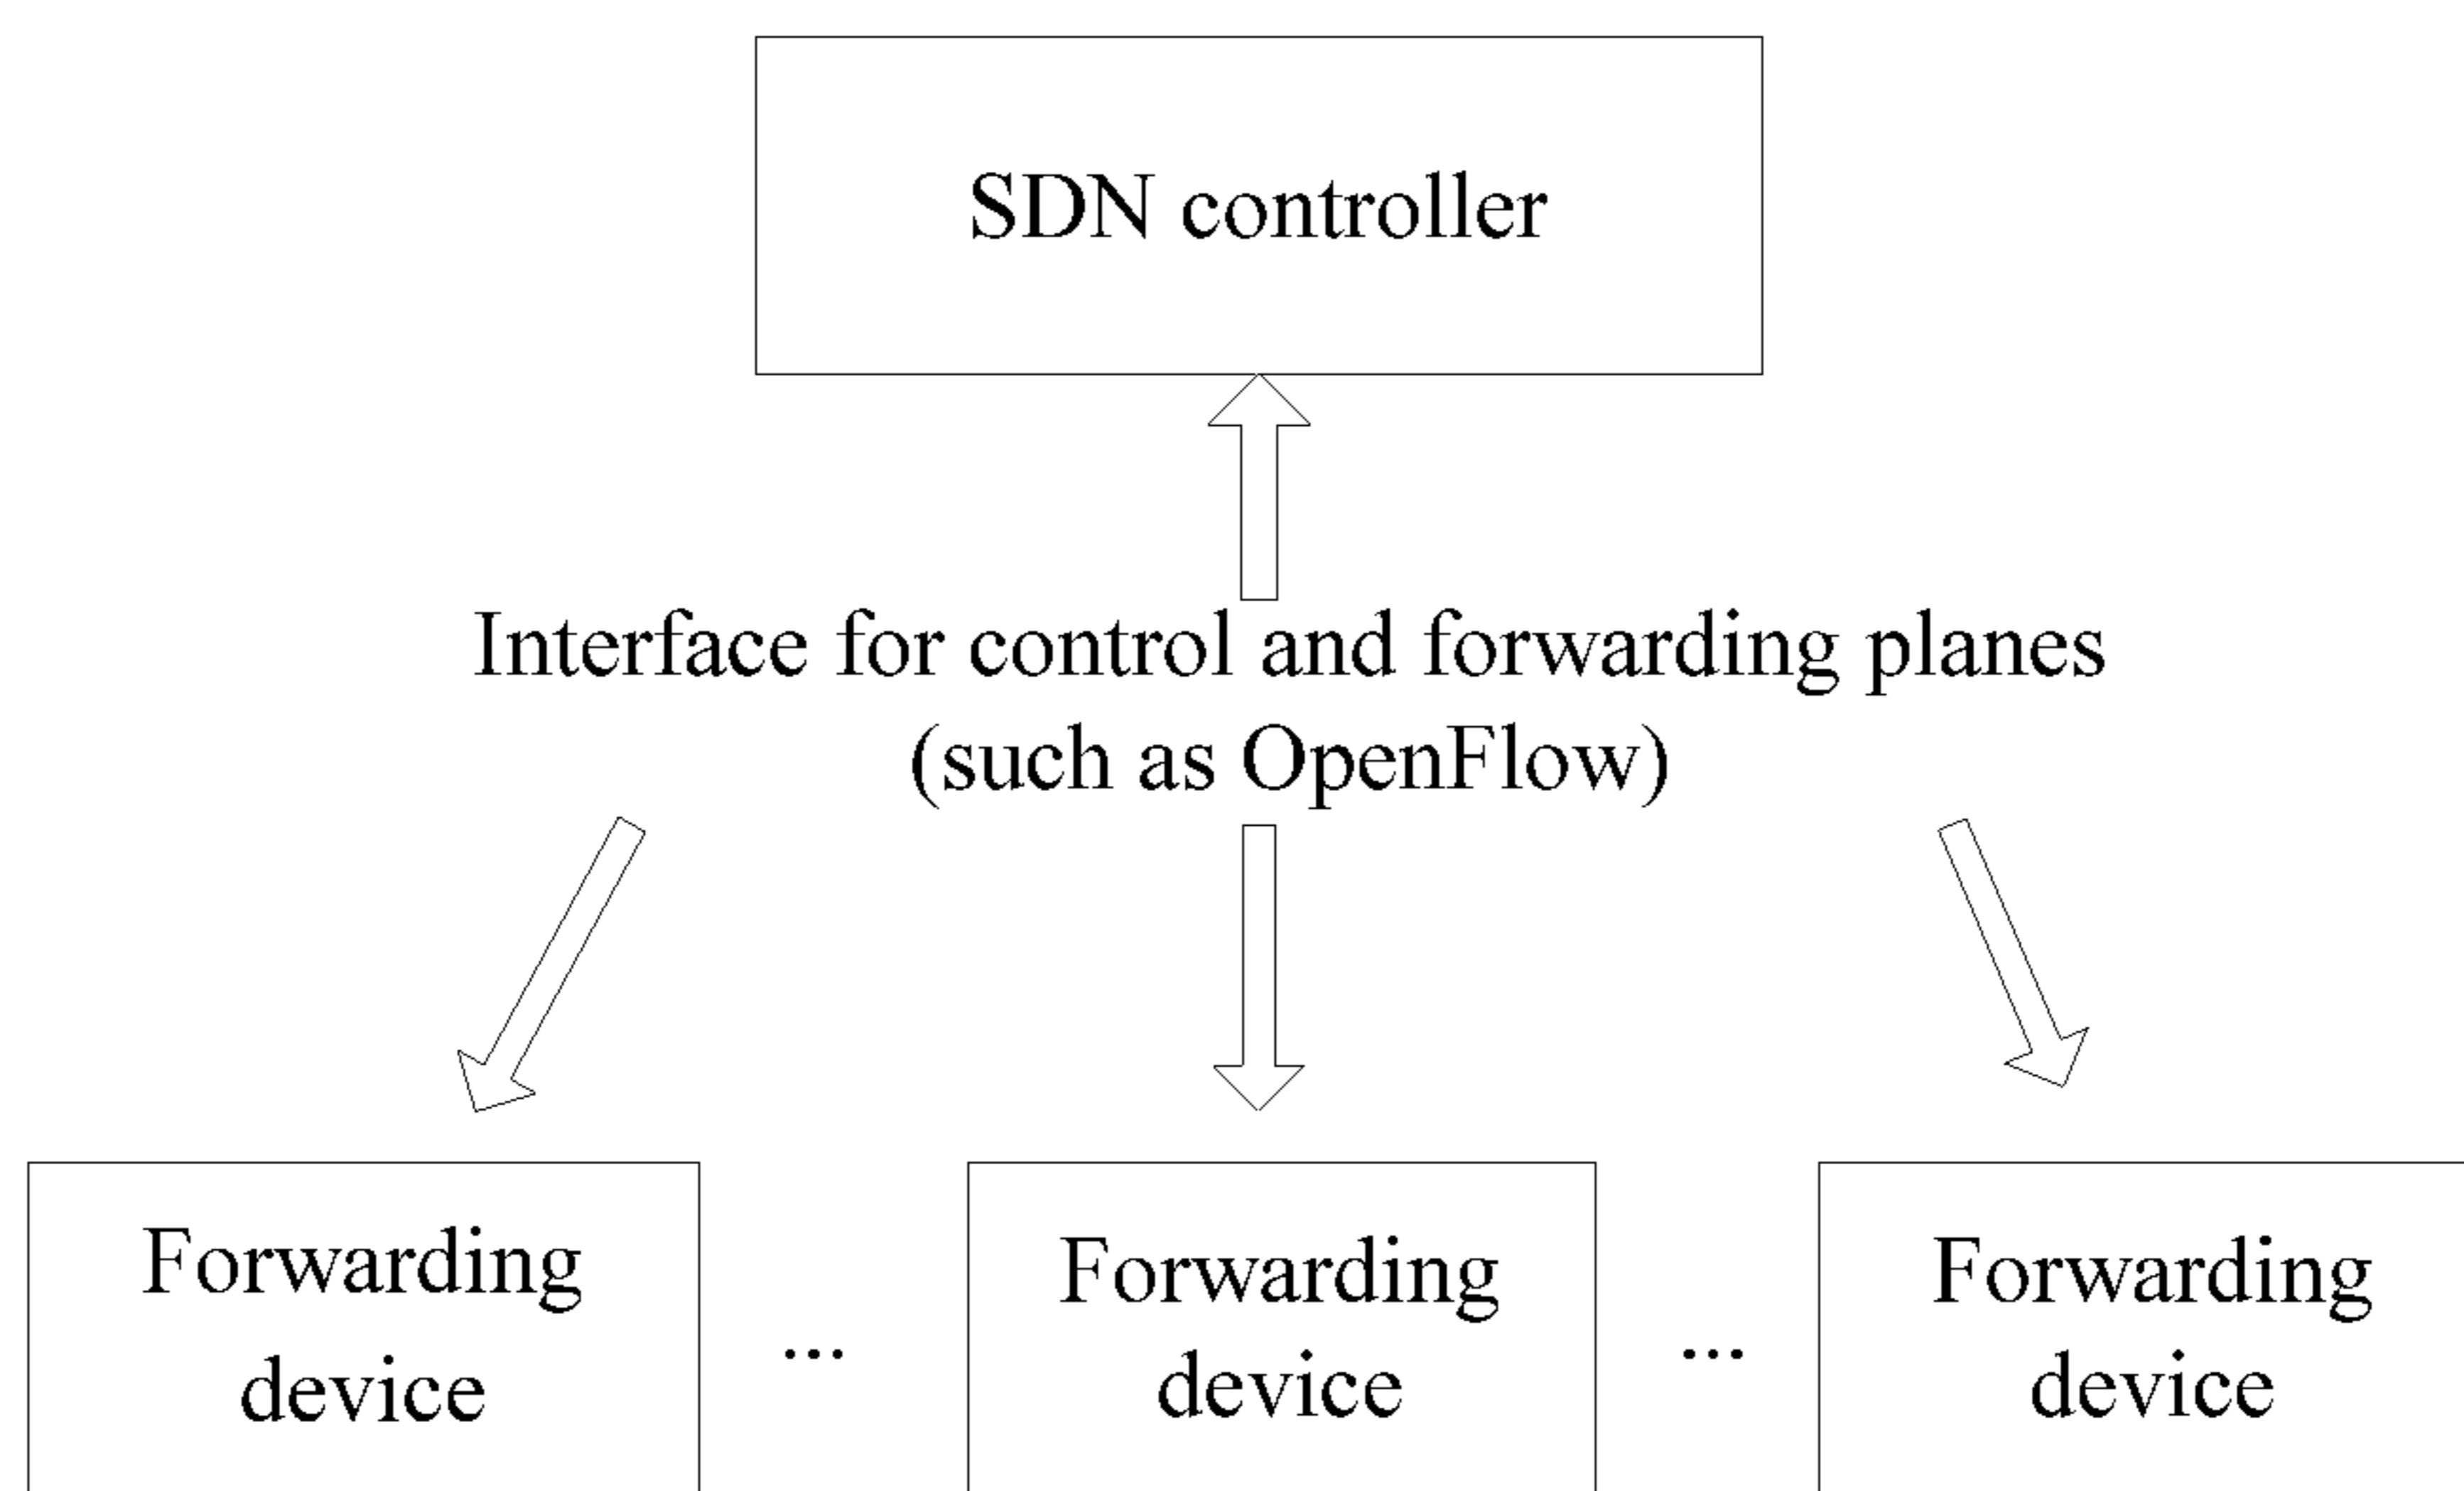 SDN controller
Interface for control and forwarding planes
(such as OpenFlow)
Forwarding
device
...
Forwarding
device
...
Forwarding
device